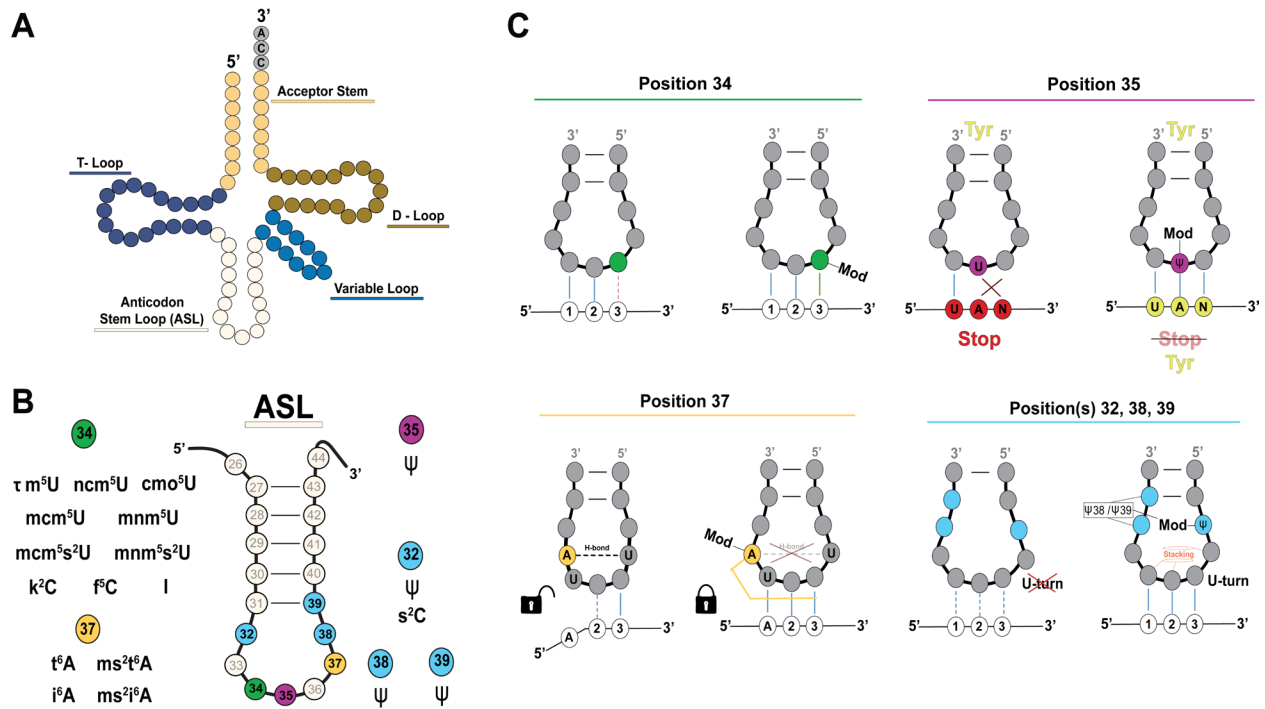 A
3'
A
C
C
5'
Acceptor Stem
T- Loop
D - Loop
Variable Loop
Anticodon
Stem Loop (ASL)
B
34
τm⁵U ncm⁵U cmo⁵U
mcm⁵U mnm⁵U
mcm⁵s²U mnm⁵s²U
k²C f⁵C I
37
t⁶A ms²t⁶A
i⁶A ms²i⁶A
ASL
5'
3'
26
44
27
43
28
42
29
41
30
40
31
39
32
38
33
37
34
35
36
35
Ψ
32
Ψ
s²C
38
39
Ψ
Ψ
C
Position 34
3' 5'
5' 1 2 3 3'
3' 5'
Mod
5' 1 2 3 3'
Position 35
Tyr
3' 5'
U
5' U A N 3'
Stop
Tyr
3' 5'
Mod
Ψ
5' U A N 3'
Stop
Tyr
Position 37
3' 5'
A H-bond U
U
A 2 3 3'
5'
3' 5'
Mod
A H-bond U
U
5' A 2 3 3'
Position(s) 32, 38, 39
3' 5'
U-turn
5' 1 2 3 3'
3' 5'
Ψ38 /Ψ39
Mod Ψ
Stacking
U-turn
5' 1 2 3 3'